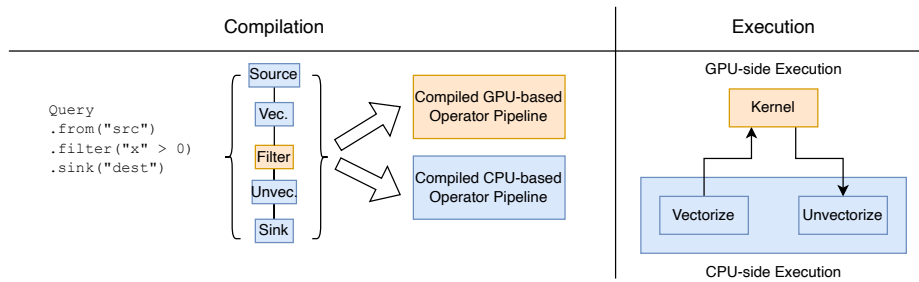 Compilation
Execution
Query
.from("src")
.filter("x" > 0)
.sink("dest")
Source
Vec.
Filter
Unvec.
Sink
Compiled GPU-based
Operator Pipeline
Compiled CPU-based
Operator Pipeline
GPU-side Execution
Kernel
Vectorize
Unvectorize
CPU-side Execution